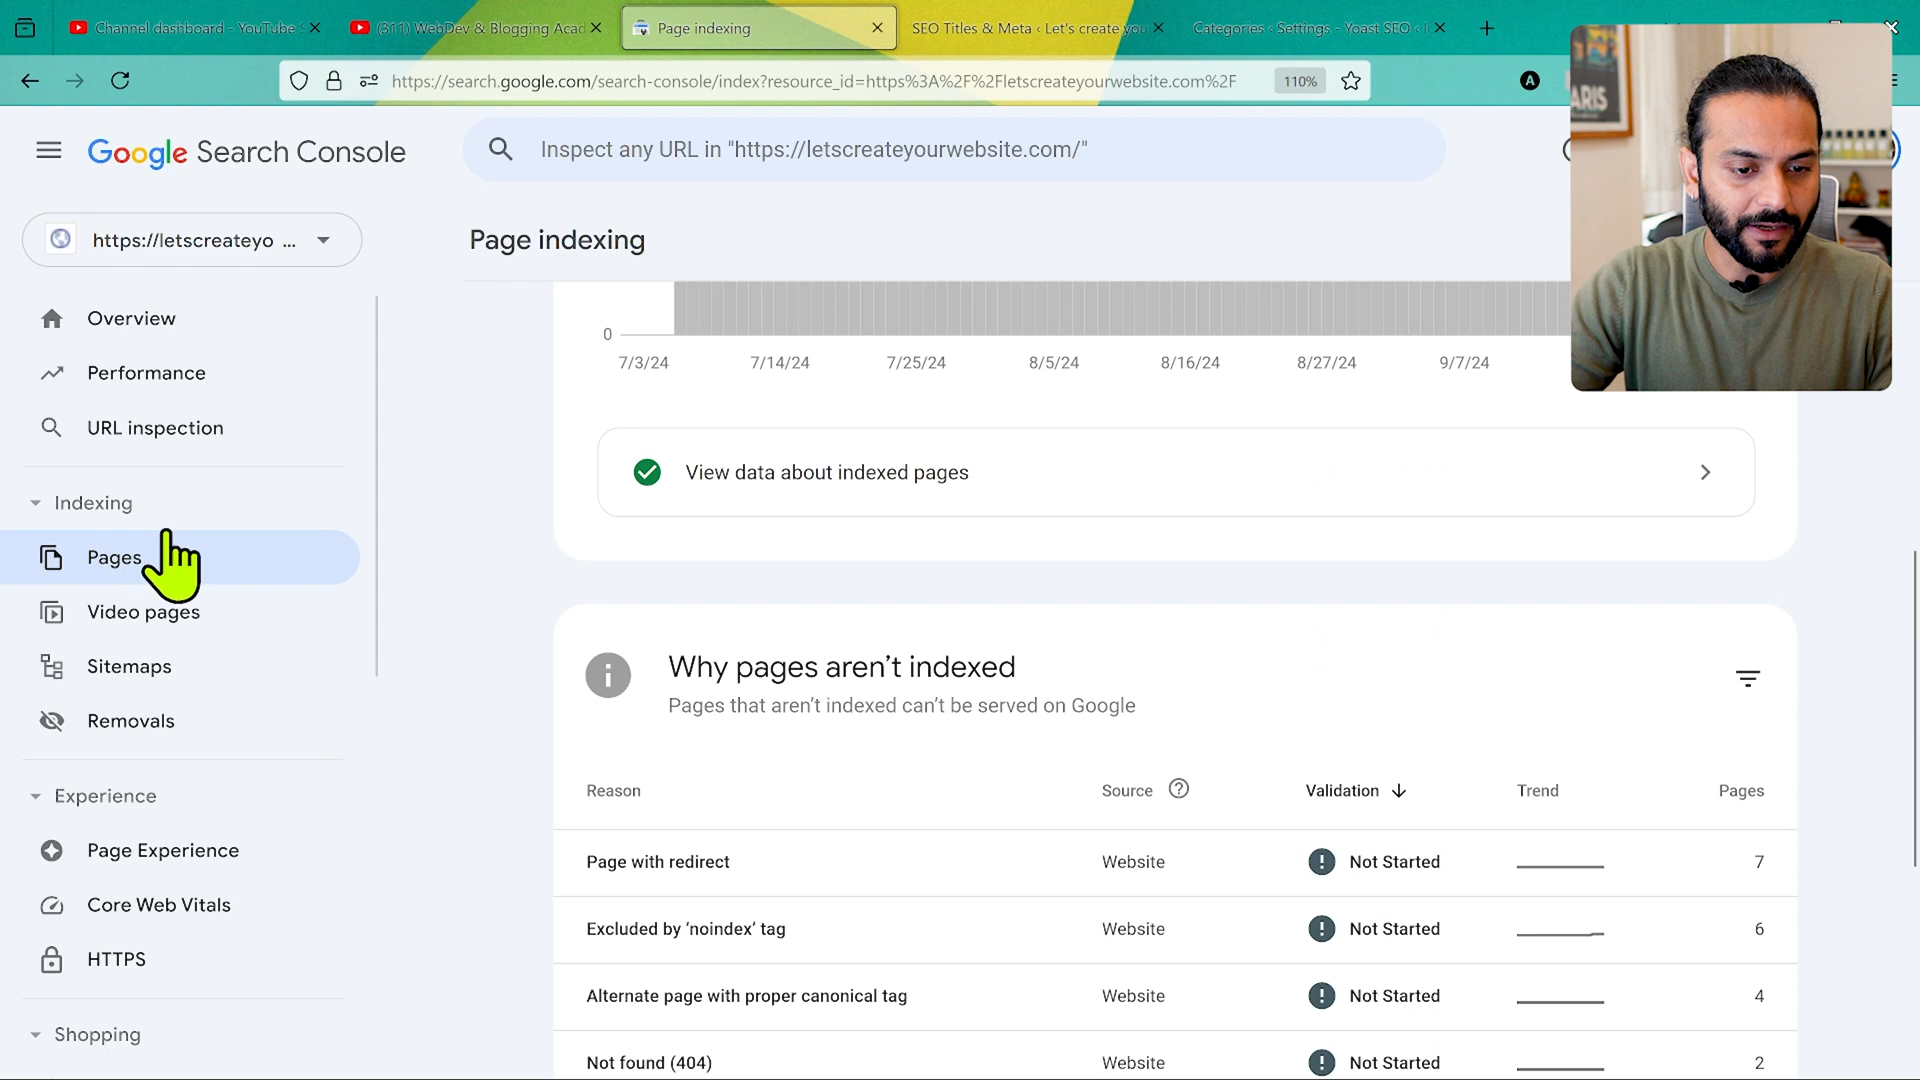 Channel dashboard - YouTube S
(311) WebDev & Blogging Acad
Page indexing
SEO Titles & Meta ‹ Let's create you
Categories ‹ Settings - Yoast SEO ‹
https://search.google.com/search-console/index?resource_id=https%3A%2F%2Fletscreateyourwebsite.com%2F
110%
A
ARIS
Google Search Console
Inspect any URL in "https://letscreateyourwebsite.com/"
https://letscreateyo ...
Page indexing
Overview
Performance
URL inspection
Indexing
Pages
Video pages
Sitemaps
Removals
Experience
Page Experience
Core Web Vitals
HTTPS
Shopping
0
7/3/24 7/14/24 7/25/24 8/5/24 8/16/24 8/27/24 9/7/24
View data about indexed pages
Why pages aren’t indexed
Pages that aren’t indexed can’t be served on Google
Reason Source Validation Trend Pages
Page with redirect Website Not Started 7
Excluded by ‘noindex’ tag Website Not Started 6
Alternate page with proper canonical tag Website Not Started 4
Not found (404) Website Not Started 2